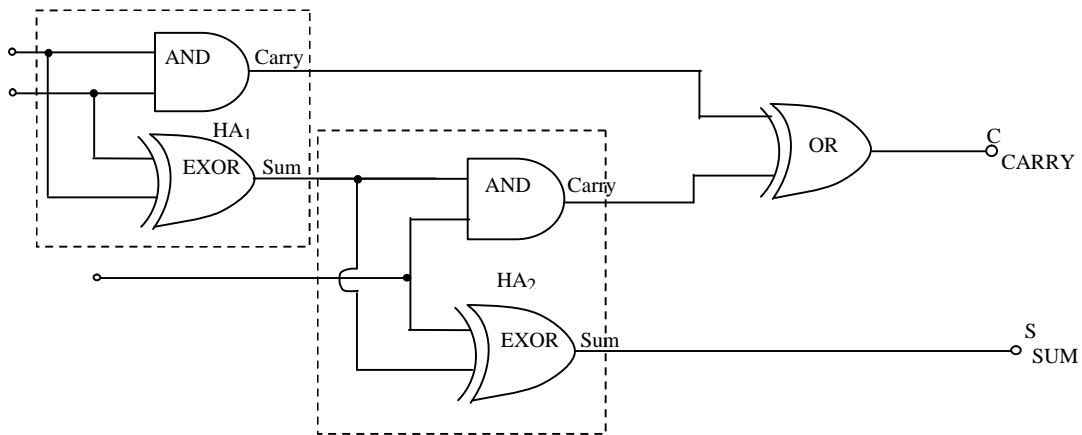 AND
Carry
HA1
EXOR
Sum
AND
Carry
HA2
EXOR
Sum
OR
C
CARRY
S
SUM